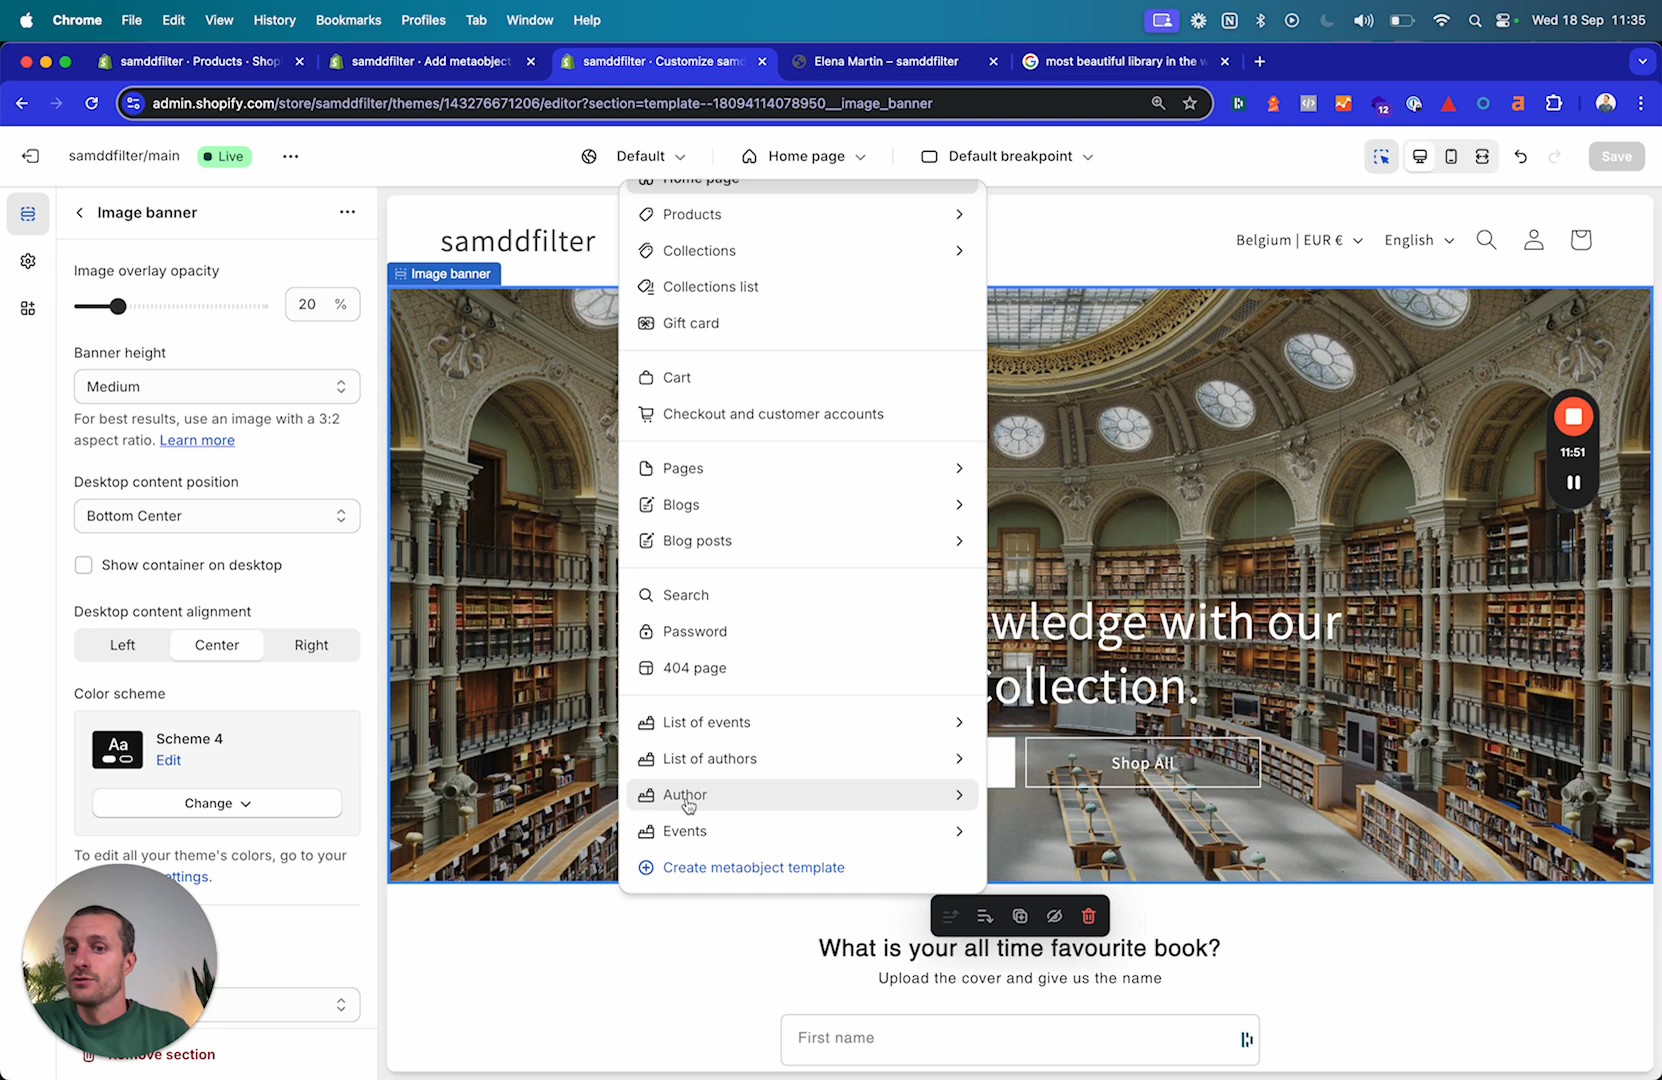 Chrome File Edit View History Bookmarks Profiles Tab Window Help Wed 18 Sep 11:35
samddfilter · Products · Shop
samddfilter · Add metaobject
samddfilter · Customize sam
Elena Martin – samddfilter
most beautiful library in the w
admin.shopify.com/store/samddfilter/themes/143276671206/editor?section=template--18094114078950__image_banner
12
samddfilter/main
Live
Default
Home page
Default breakpoint
Save
Image banner
Image overlay opacity
20 %
Banner height
Medium
For best results, use an image with a 3:2
aspect ratio. Learn more
Desktop content position
Bottom Center
Show container on desktop
Desktop content alignment
Left Center Right
Color scheme
Aa
Scheme 4
Edit
Change
To edit all your theme's colors, go to your
ettings.
ve section
Home page
Products
Collections
Collections list
Gift card
Cart
Checkout and customer accounts
Pages
Blogs
Blog posts
Search
Password
404 page
List of events
List of authors
Author
Events
Create metaobject template
samddfilter
Belgium | EUR €
English
Image banner
11:51
wledge with our
ollection.
Shop All
What is your all time favourite book?
Upload the cover and give us the name
First name